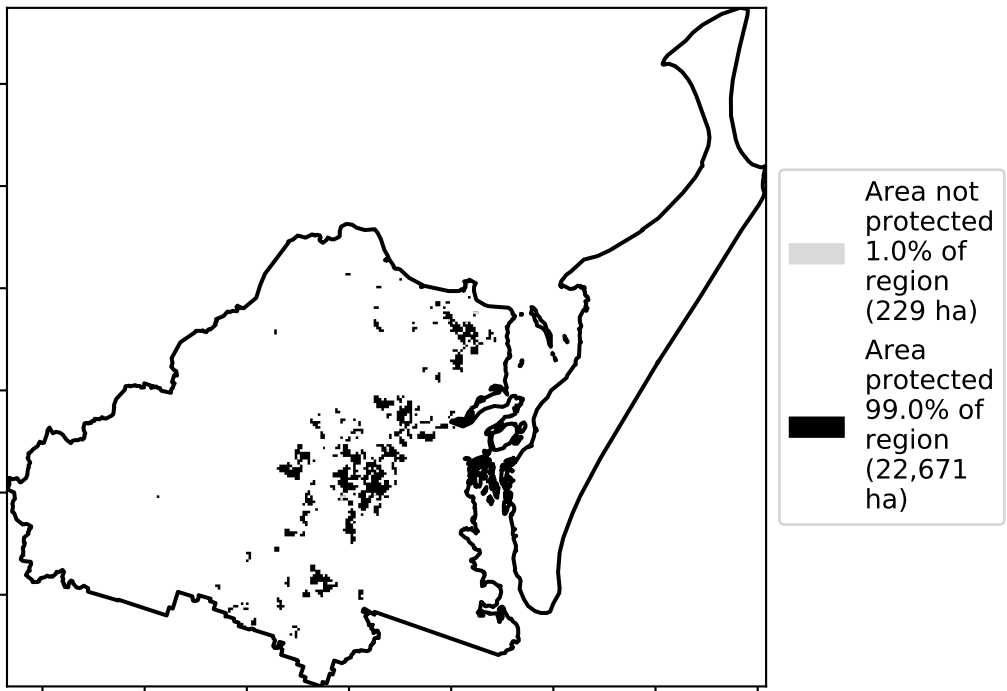 Area not
protected
1.0% of
region
(229 ha)
Area
protected
99.0% of
region
(22,671
ha)